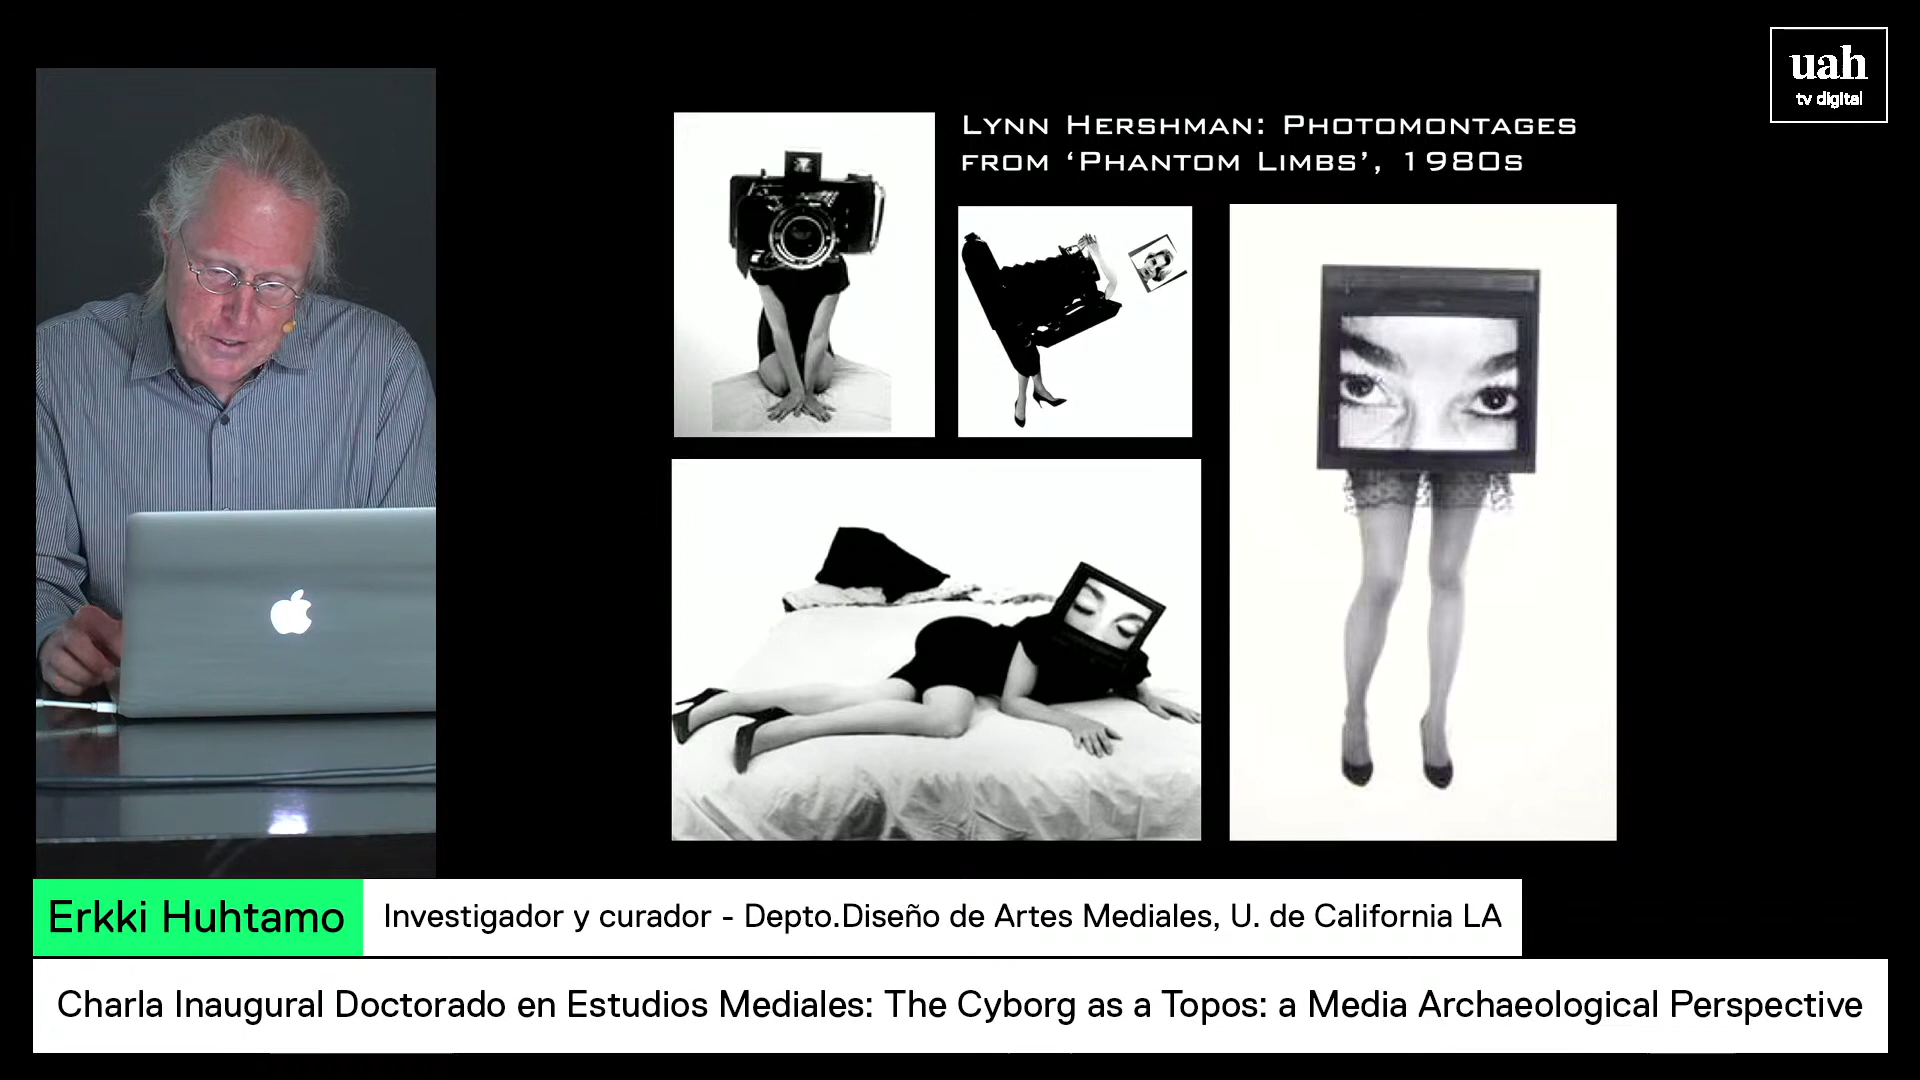 uah
tv digital
Lynn Hershman: Photomontages
from ‘Phantom Limbs’, 1980s
Erkki Huhtamo
Investigador y curador - Depto.Diseño de Artes Mediales, U. de California LA
Charla Inaugural Doctorado en Estudios Mediales: The Cyborg as a Topos: a Media Archaeological Perspective